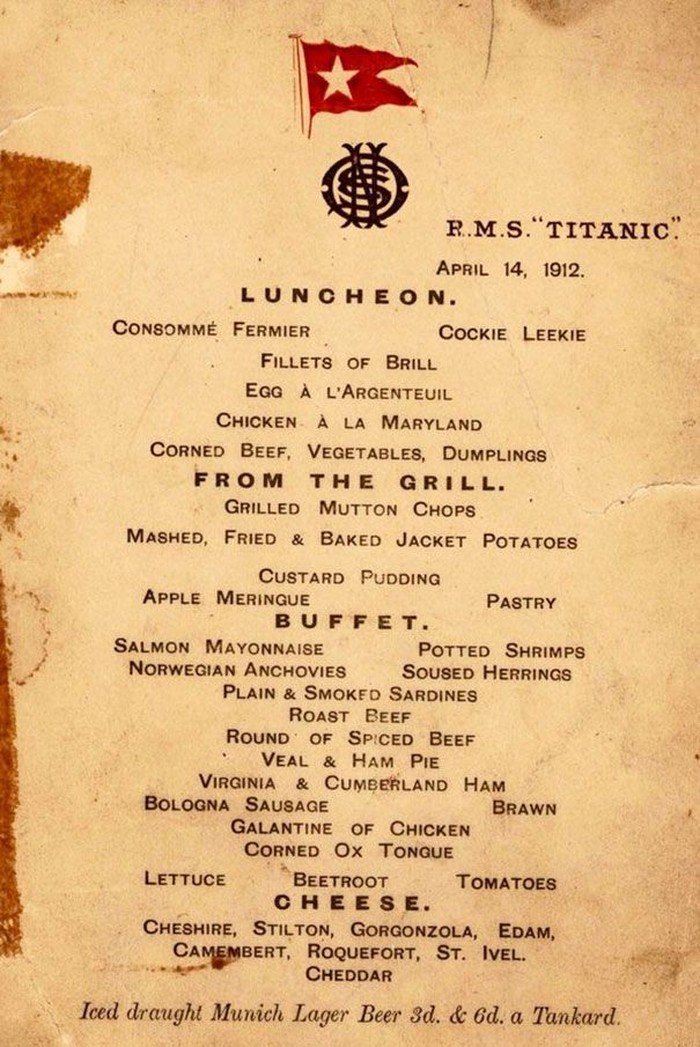 R.M.S. "TITANIC."
APRIL 14, 1912.
LUNCHEON.
CONSOMMÉ FERMIER COCKIE LEEKIE
FILLETS OF BRILL
EGG À L'ARGENTEUIL
CHICKEN À LA MARYLAND
CORNED BEEF, VEGETABLES, DUMPLINGS
FROM THE GRILL.
GRILLED MUTTON CHOPS
MASHED, FRIED & BAKED JACKET POTATOES
CUSTARD PUDDING
APPLE MERINGUE PASTRY
BUFFET.
SALMON MAYONNAISE POTTED SHRIMPS
NORWEGIAN ANCHOVIES SOUSED HERRINGS
PLAIN & SMOKED SARDINES
ROAST BEEF
ROUND OF SPICED BEEF
VEAL & HAM PIE
VIRGINIA & CUMBERLAND HAM
BOLOGNA SAUSAGE BRAWN
GALANTINE OF CHICKEN
CORNED OX TONGUE
LETTUCE BEETROOT TOMATOES
CHEESE.
CHESHIRE, STILTON, GORGONZOLA, EDAM,
CAMEMBERT, ROQUEFORT, ST. IVEL.
CHEDDAR
Iced draught Munich Lager Beer 3d. & 6d. a Tankard.